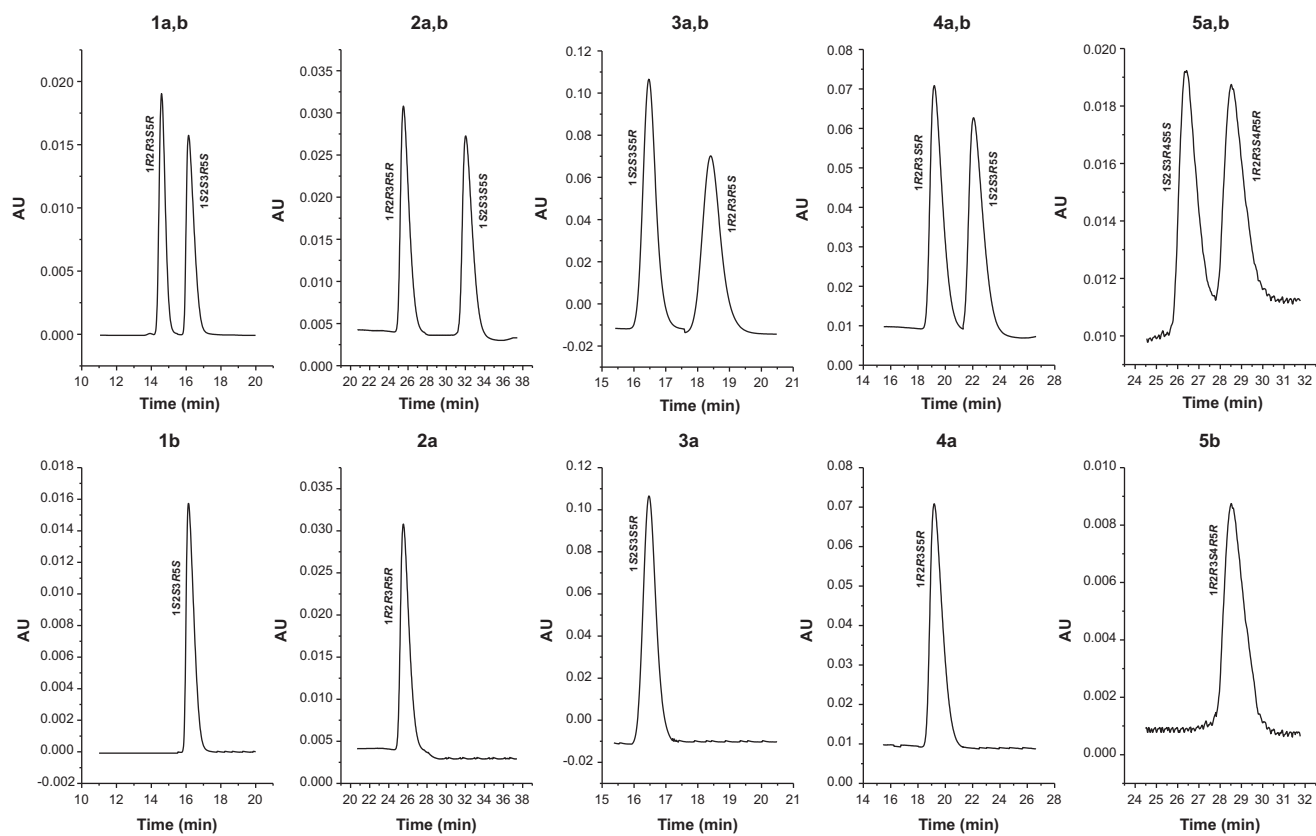 1a,b
0.020
0.015
0.010
0.005
0.000
AU
1R2R3S5R
1S2S3R5S
10 12 14 16 18 20
Time (min)
2a,b
0.035
0.030
0.025
0.020
0.015
0.010
0.005
0.000
AU
1R2R3R5R
1S2S3S5S
20 22 24 26 28 30 32 34 36 38
Time (min)
3a,b
0.12
0.10
0.08
0.06
0.04
0.02
0.00
-0.02
AU
1S2S3S5R
1R2R3R5S
15 16 17 18 19 20 21
Time (min)
4a,b
0.08
0.07
0.06
0.05
0.04
0.03
0.02
0.01
0.00
AU
1R2R3S5R
1S2S3R5S
14 16 18 20 22 24 26 28
Time (min)
5a,b
0.020
0.018
0.016
0.014
0.012
0.010
AU
1S2S3R4S5S
1R2R3S4R5R
24 25 26 27 28 29 30 31 32
Time (min)
1b
0.018
0.016
0.014
0.012
0.010
0.008
0.006
0.004
0.002
0.000
-0.002
AU
1S2S3R5S
10 12 14 16 18 20
Time (min)
2a
0.035
0.030
0.025
0.020
0.015
0.010
0.005
0.000
AU
1R2R3R5R
20 22 24 26 28 30 32 34 36 38
Time (min)
3a
0.12
0.10
0.08
0.06
0.04
0.02
0.00
-0.02
AU
1S2S3S5R
15 16 17 18 19 20 21
Time (min)
4a
0.08
0.07
0.06
0.05
0.04
0.03
0.02
0.01
0.00
AU
1R2R3S5R
14 16 18 20 22 24 26 28
Time (min)
5b
0.010
0.008
0.006
0.004
0.002
0.000
AU
1R2R3S4R5R
24 25 26 27 28 29 30 31 32
Time (min)